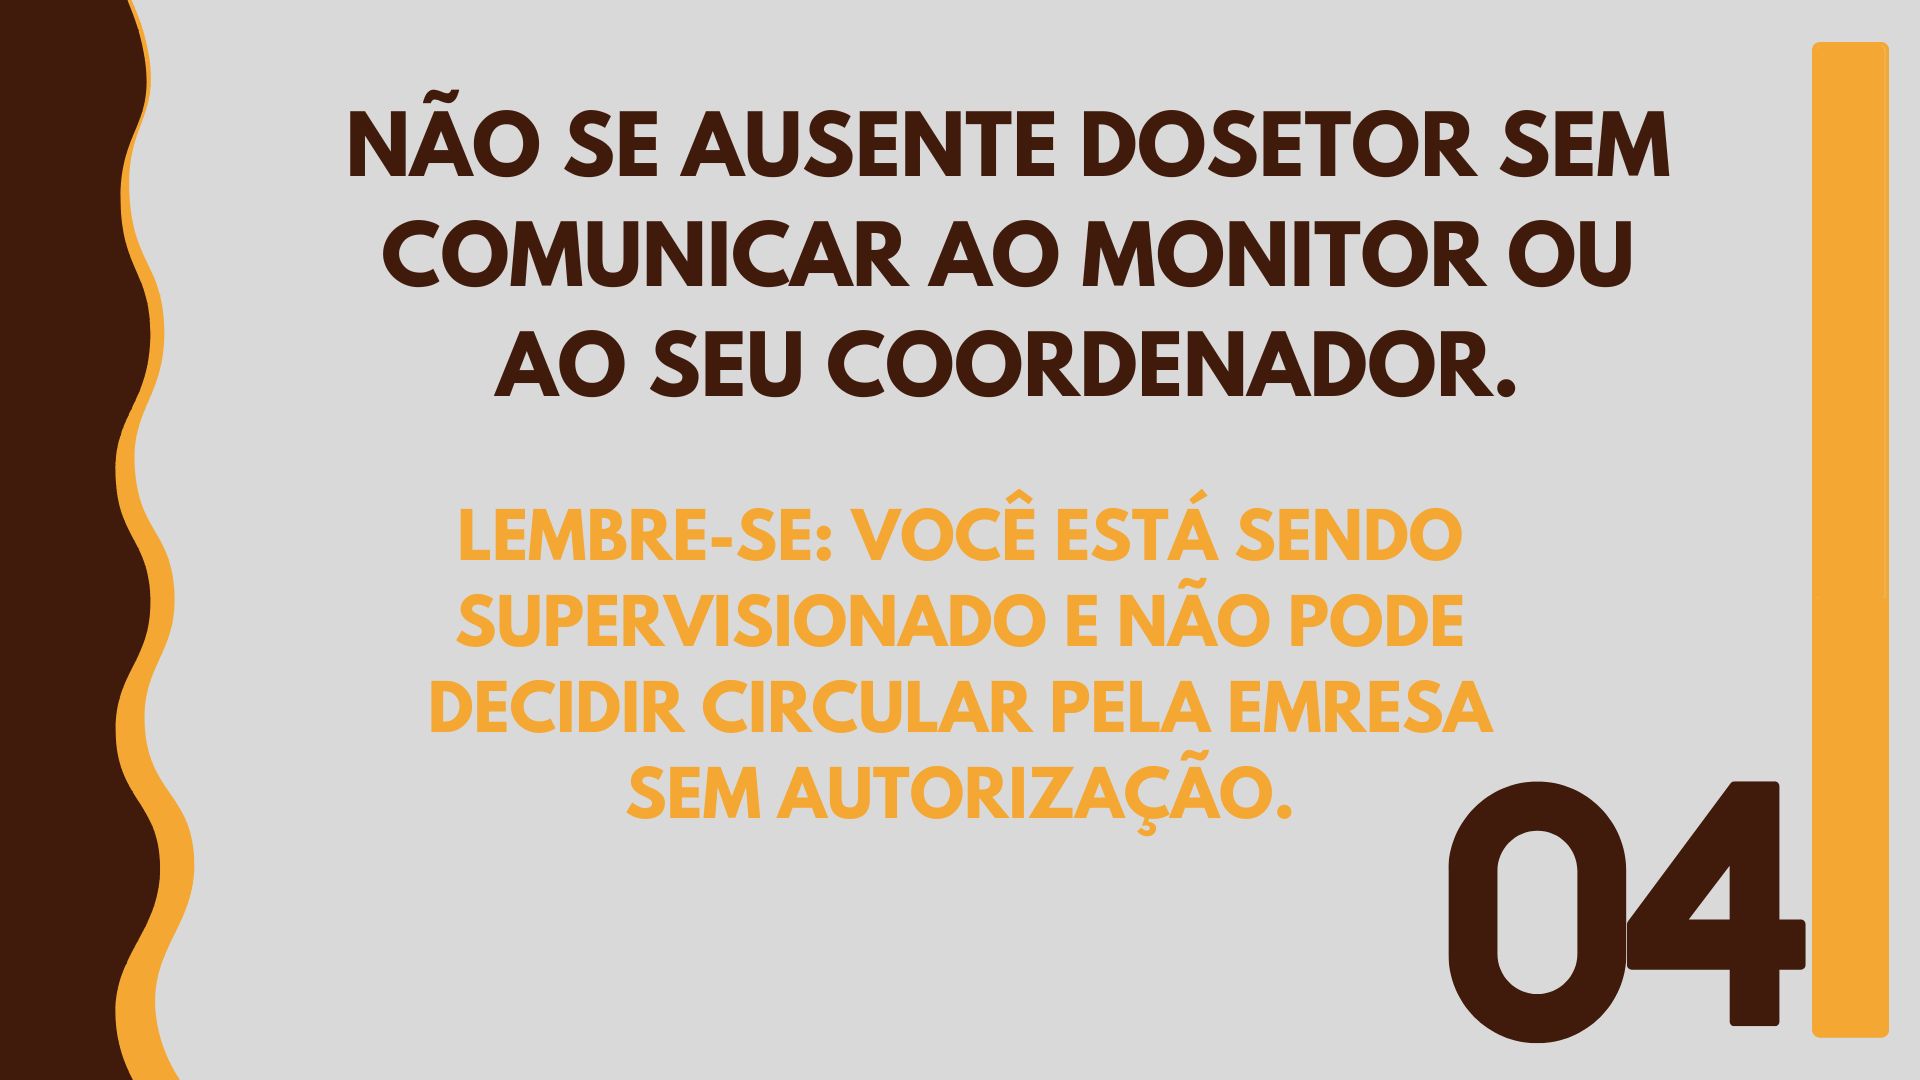 NÃO SE AUSENTE DOSETOR SEM
COMUNICAR AO MONITOR OU
AO SEU COORDENADOR.
LEMBRE-SE: VOCÊ ESTÁ SENDO
SUPERVISIONADO E NÃO PODE
DECIDIR CIRCULAR PELA EMRESA
SEM AUTORIZAÇÃO.
04